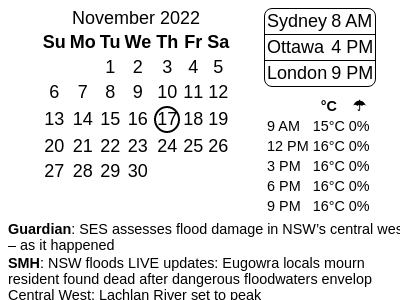 November 2022
Su Mo Tu We Th Fr Sa
1 2 3 4 5
6 7 8 9 10 11 12
13 14 15 16 17 18 19
20 21 22 23 24 25 26
27 28 29 30
Sydney 8 AM
Ottawa 4 PM
London 9 PM
°C ☂
9 AM 15°C 0%
12 PM 16°C 0%
3 PM 16°C 0%
6 PM 16°C 0%
9 PM 16°C 0%
Guardian: SES assesses flood damage in NSW’s central wes
– as it happened
SMH: NSW floods LIVE updates: Eugowra locals mourn
resident found dead after dangerous floodwaters envelop
Central West; Lachlan River set to peak